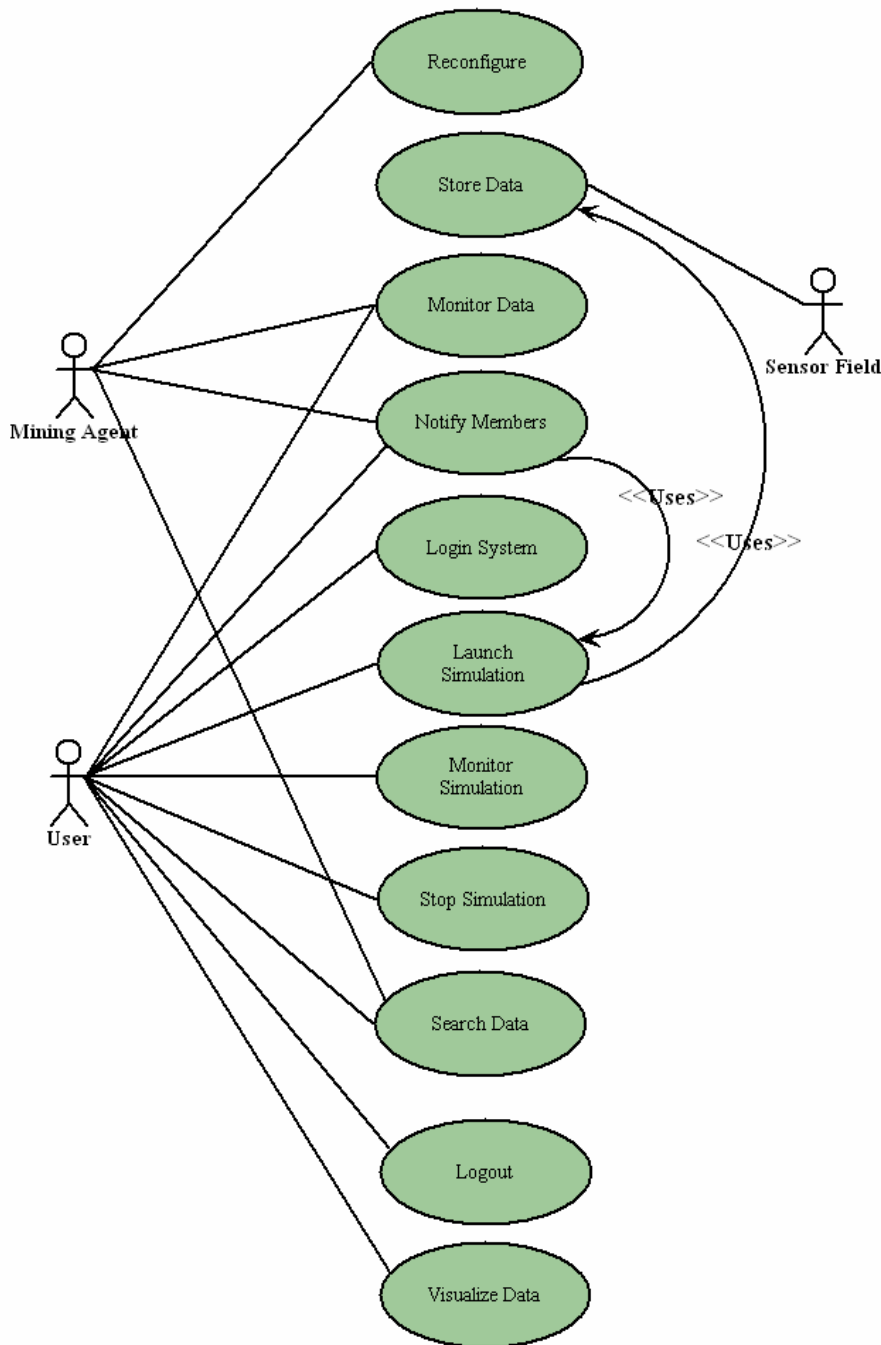 Reconfigure
Store Data
Monitor Data
Sensor Field
Mining Agent
Notify Members
<<Uses>>
<<Uses>>
Login System
Launch
Simulation
Monitor
Simulation
User
Stop Simulation
Search Data
Logout
Visualize Data